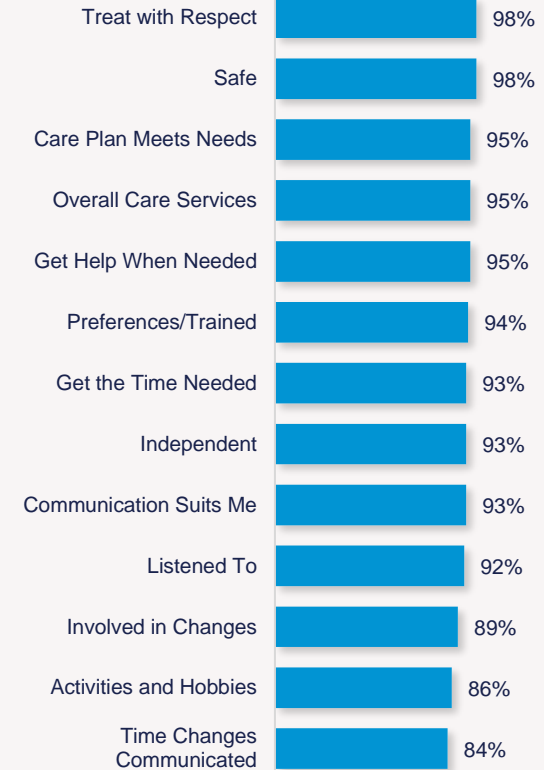 Treat with Respect 98%
Safe 98%
Care Plan Meets Needs 95%
Overall Care Services 95%
Get Help When Needed 95%
Preferences/Trained 94%
Get the Time Needed 93%
Independent 93%
Communication Suits Me 93%
Listened To 92%
Involved in Changes 89%
Activities and Hobbies 86%
Time Changes
Communicated 84%